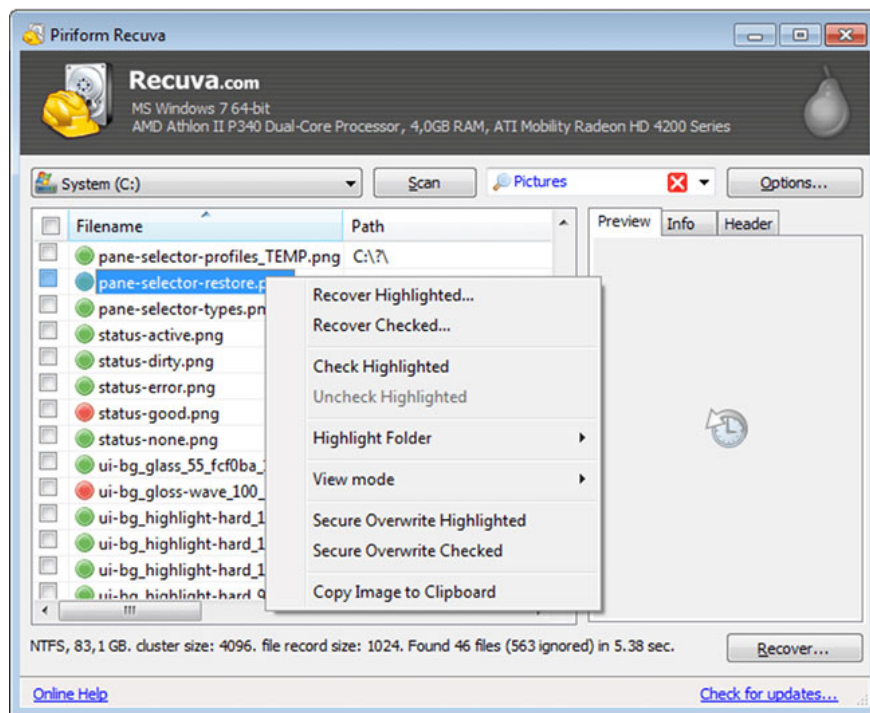 Piriform Recuva
Recuva.com
MS Windows 7 64-bit
AMD Athlon II P340 Dual-Core Processor, 4,0GB RAM, ATI Mobility Radeon HD 4200 Series
System (C:) Scan Pictures Options...
Filename Path Preview Info Header
pane-selector-profiles_TEMP.png C:\?\
pane-selector-restore.p
pane-selector-types.pn
status-active.png
status-dirty.png
status-error.png
status-good.png
status-none.png
ui-bg_glass_55_fcf0ba_
ui-bg_gloss-wave_100_
ui-bg_highlight-hard_1
ui-bg_highlight-hard_1
ui-bg_highlight-hard_1
ui-bg_highlight-hard_9
Recover Highlighted...
Recover Checked...
Check Highlighted
Uncheck Highlighted
Highlight Folder
View mode
Secure Overwrite Highlighted
Secure Overwrite Checked
Copy Image to Clipboard
NTFS, 83,1 GB. cluster size: 4096. file record size: 1024. Found 46 files (563 ignored) in 5.38 sec.
Recover...
Online Help Check for updates...